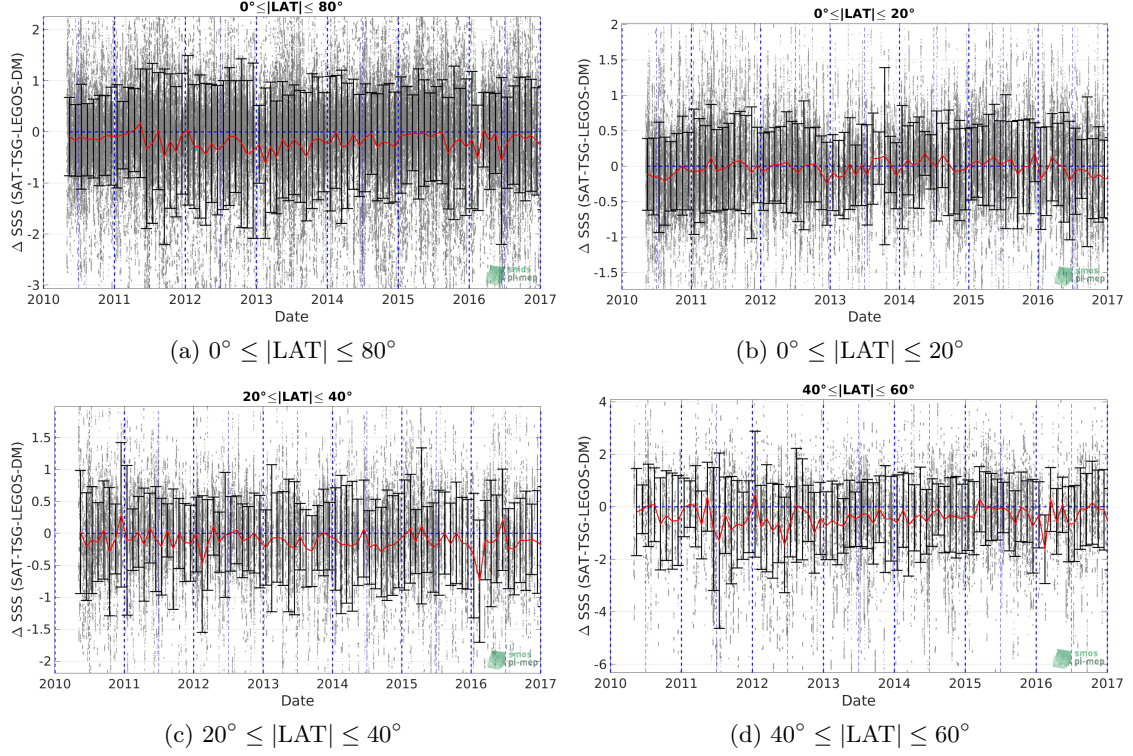 0°≤|LAT|≤ 80°
Δ SSS (SAT-TSG-LEGOS-DM)
2
1
0
-1
-2
-3
smos
pi-mep
2010 2011 2012 2013 2014 2015 2016 2017
Date
(a) 0° ≤ |LAT| ≤ 80°
0°≤|LAT|≤ 20°
Δ SSS (SAT-TSG-LEGOS-DM)
2
1.5
1
0.5
0
-0.5
-1
-1.5
smos
pi-mep
2010 2011 2012 2013 2014 2015 2016 2017
Date
(b) 0° ≤ |LAT| ≤ 20°
20°≤|LAT|≤ 40°
Δ SSS (SAT-TSG-LEGOS-DM)
1.5
1
0.5
0
-0.5
-1
-1.5
-2
smos
pi-mep
2010 2011 2012 2013 2014 2015 2016 2017
Date
(c) 20° ≤ |LAT| ≤ 40°
40°≤|LAT|≤ 60°
Δ SSS (SAT-TSG-LEGOS-DM)
4
2
0
-2
-4
-6
smos
pi-mep
2010 2011 2012 2013 2014 2015 2016 2017
Date
(d) 40° ≤ |LAT| ≤ 60°